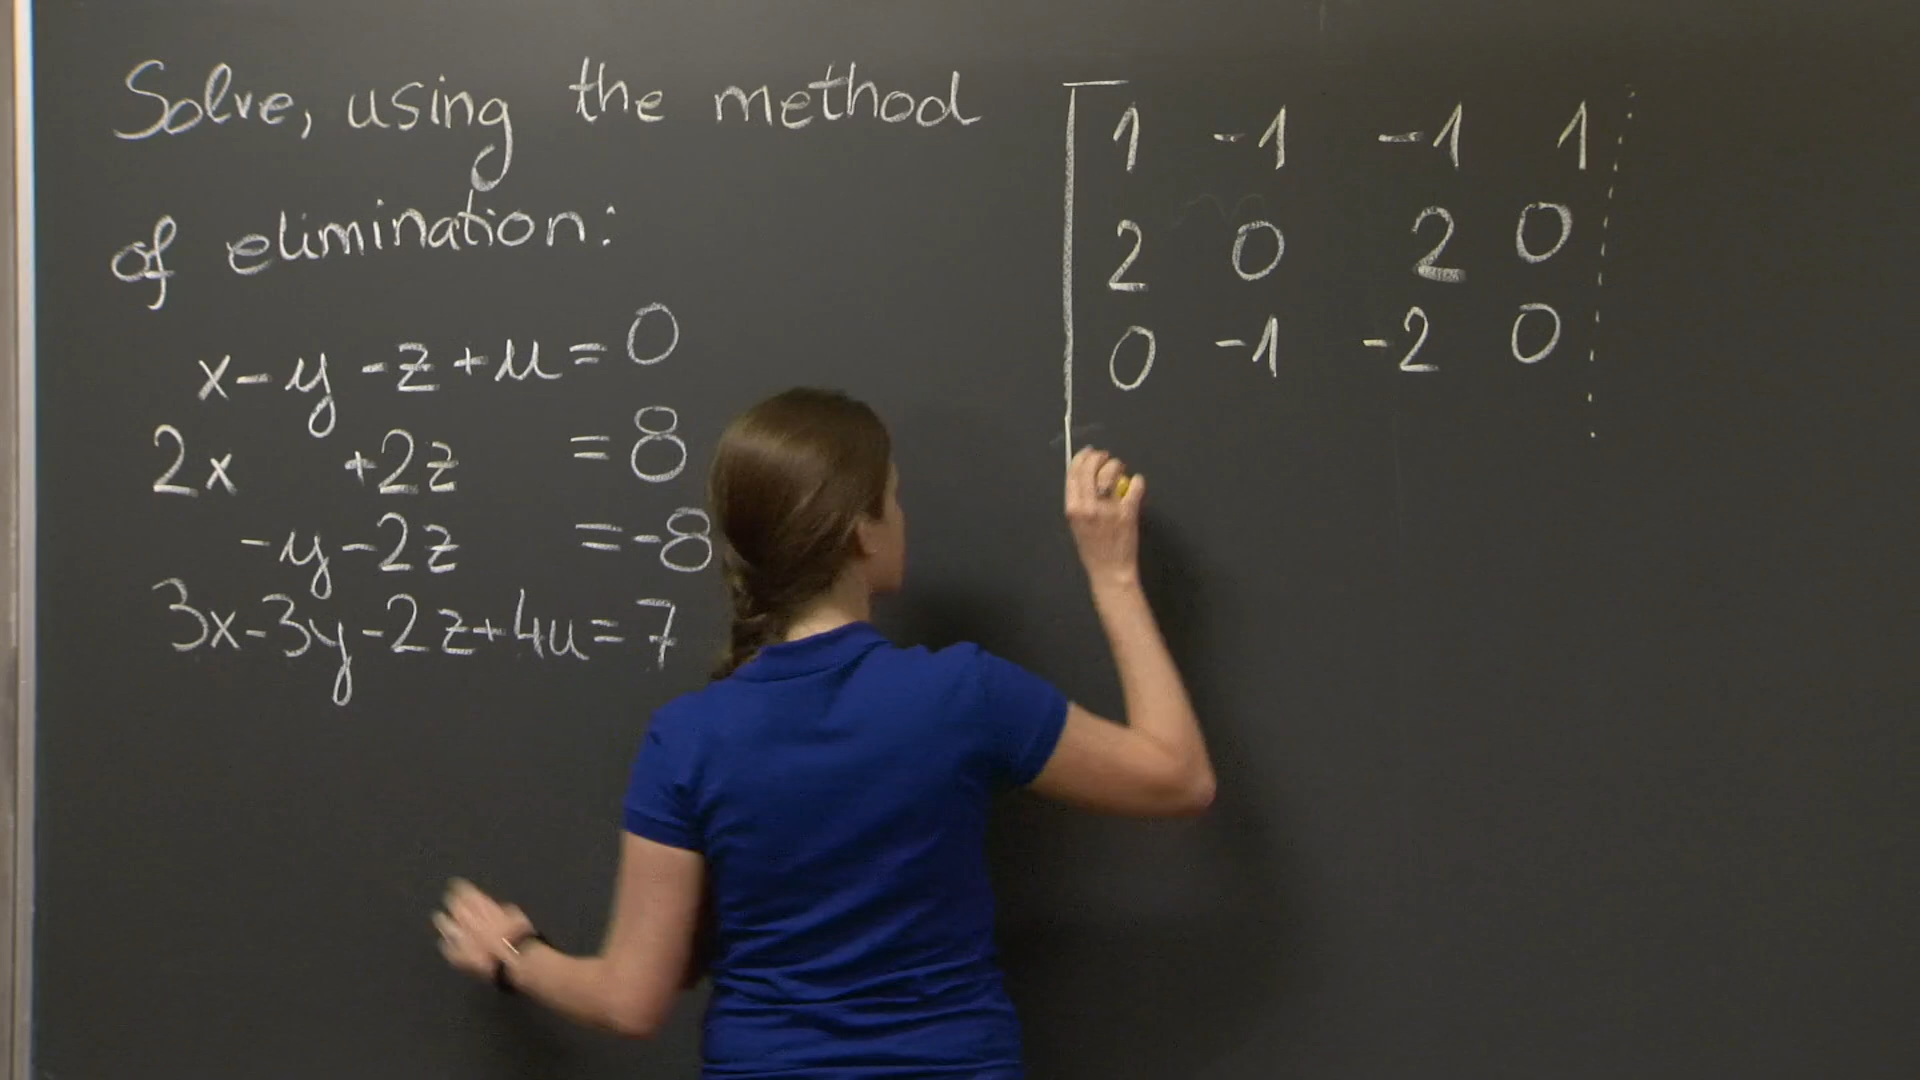 Solve, using the method
of elimination:
x-y-z+u=0
2x +2z =8
-y-2z =-8
3x-3y-2z+4u=7
1 -1 -1 1
2 0 2 0
0 -1 -2 0